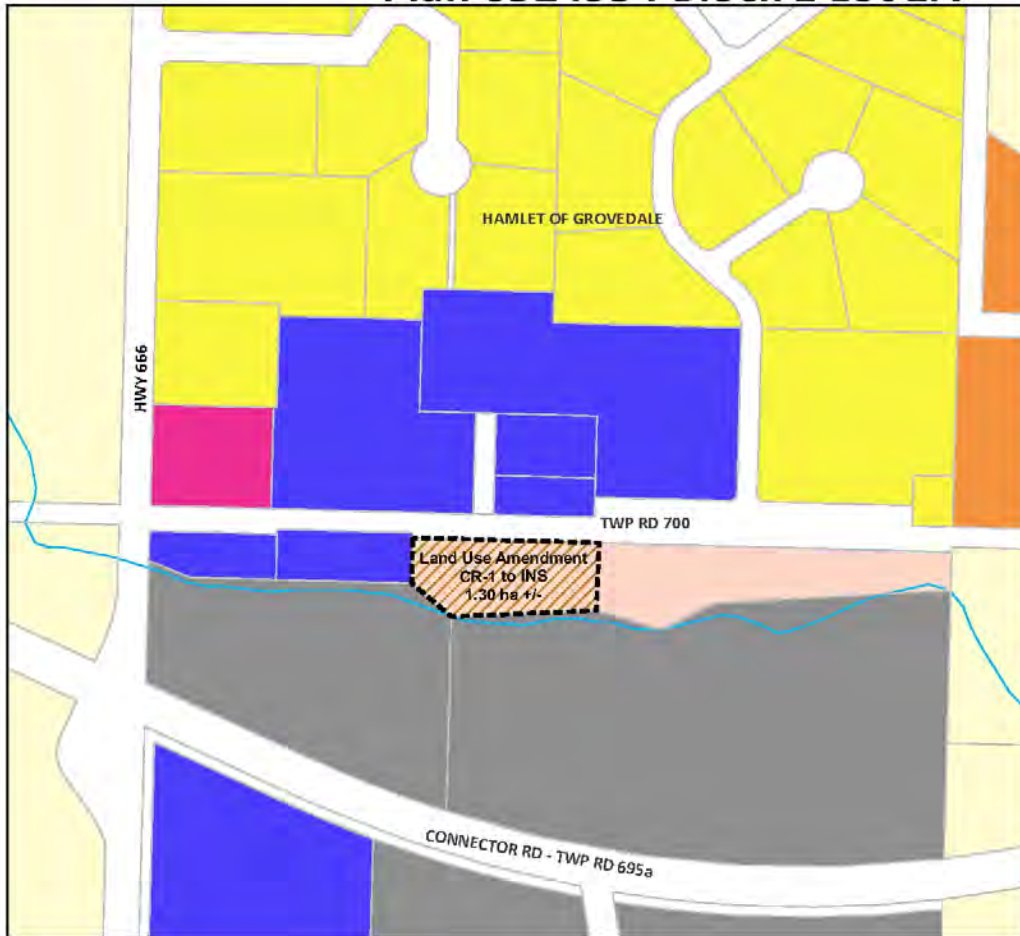 HAMLET OF GROVEDALE
HWY 666
TWP RD 700
Land Use Amendment
CR-1 to INS
1.30 ha +/-
CONNECTOR RD - TWP RD 695a